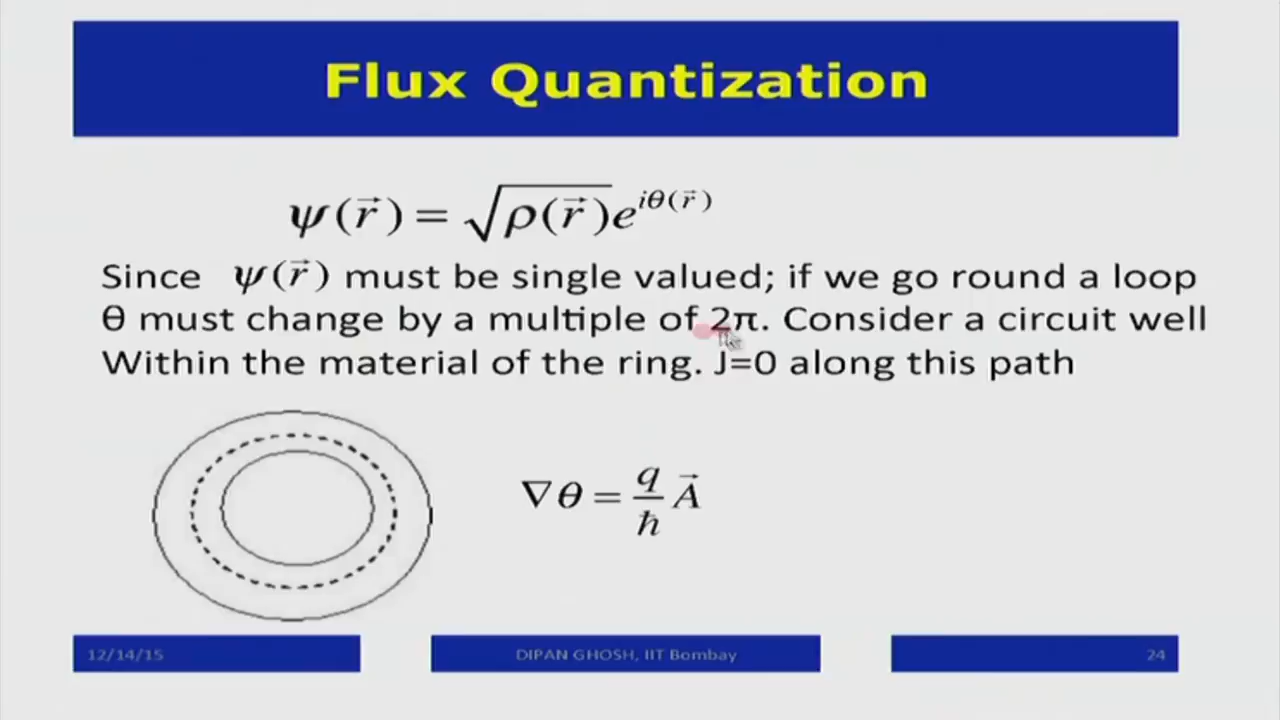 Flux Quantization
ψ(r⃗) = √ρ(r⃗) e^{iθ(r⃗)}
Since ψ(r⃗) must be single valued; if we go round a loop
θ must change by a multiple of 2π. Consider a circuit well
Within the material of the ring. J=0 along this path
∇θ = q/ħ A⃗
12/14/15
DIPAN GHOSH, IIT Bombay
24